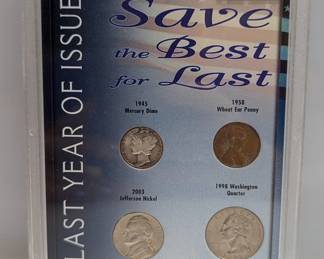 LAST YEAR OF ISSUE
Save
the Best
for Last
1945
Mercury Dime
1958
Wheat Ear Penny
2003
Jefferson Nickel
1998 Washington
Quarter